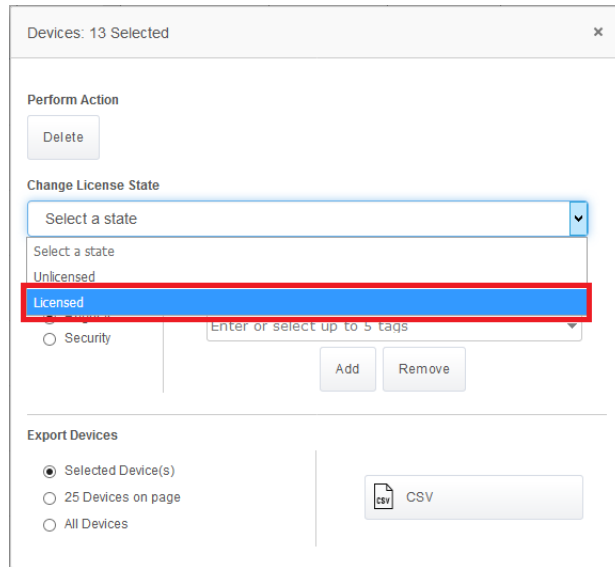 Devices: 13 Selected ×
Perform Action
Delete
Change License State
Select a state
Select a state
Unlicensed
Licensed
Security
Enter or select up to 5 tags
Add Remove
Export Devices
Selected Device(s)
25 Devices on page
All Devices
CSV CSV